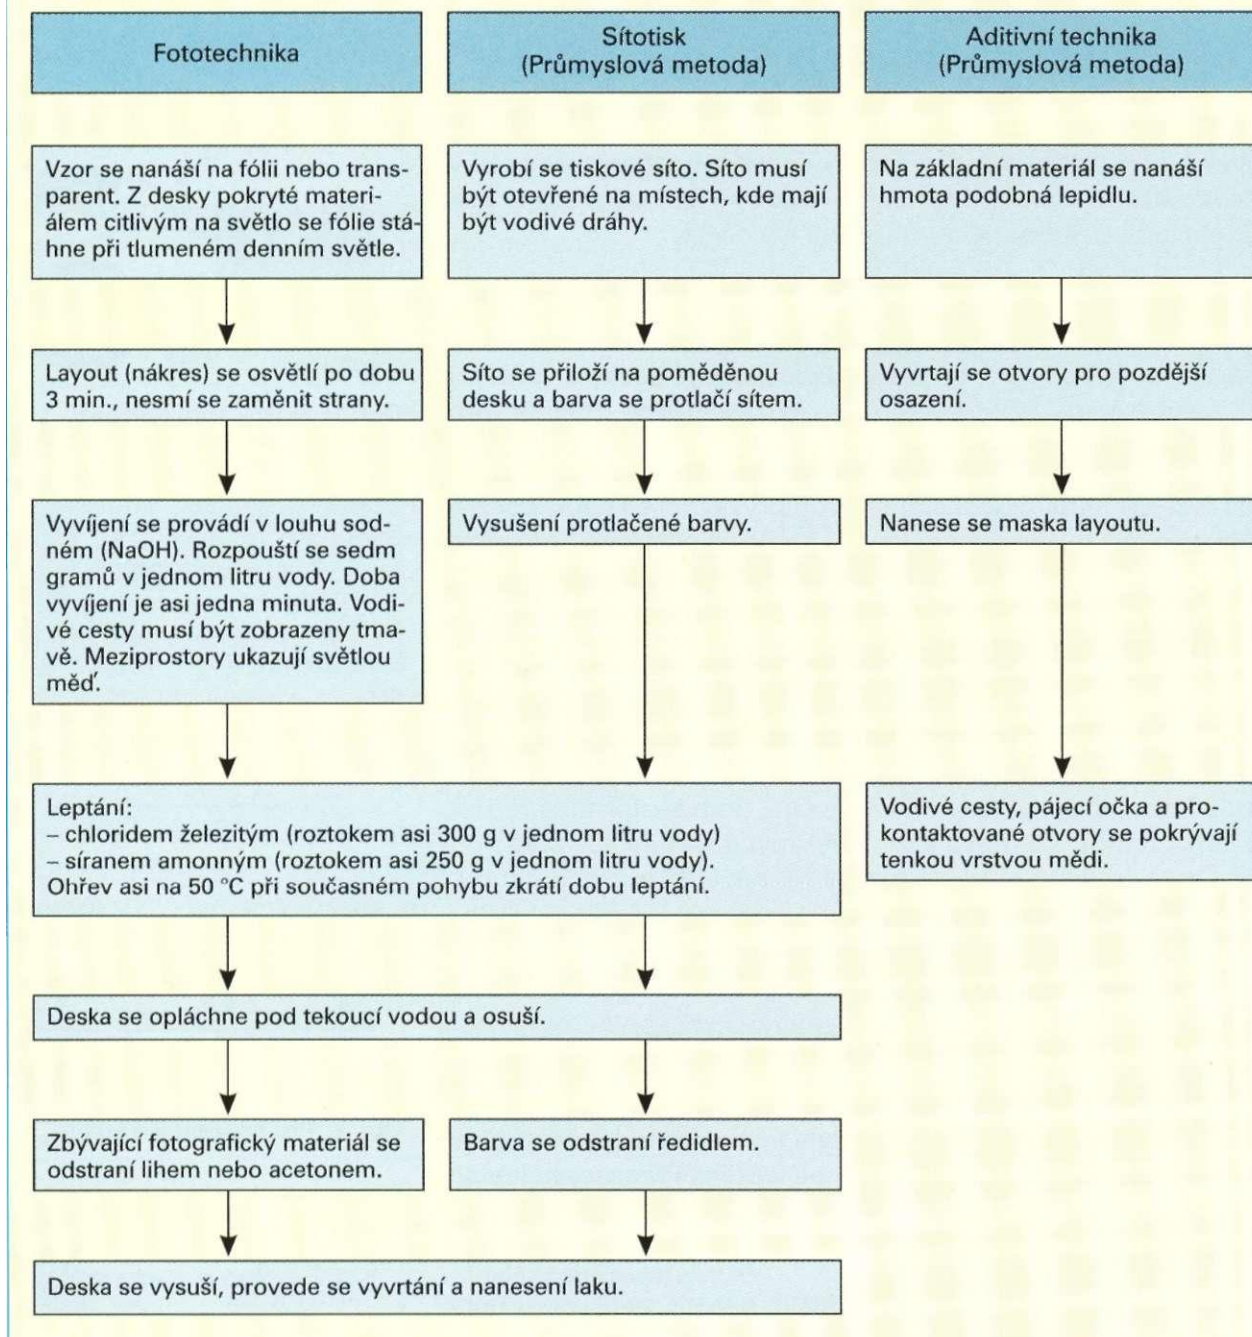 Fototechnika
Sítotisk
(Průmyslová metoda)
Aditivní technika
(Průmyslová metoda)
Vzor se nanáší na fólii nebo trans-
parent. Z desky pokryté materi-
álem citlivým na světlo se fólie stá-
hne při tlumeném denním světle.
Vyrobí se tiskové síto. Síto musí
být otevřené na místech, kde mají
být vodivé dráhy.
Na základní materiál se nanáší
hmota podobná lepidlu.
Layout (nákres) se osvětlí po dobu
3 min., nesmí se zaměnit strany.
Síto se přiloží na poměděnou
desku a barva se protlačí sítem.
Vyvrtají se otvory pro pozdější
osazení.
Vyvíjení se provádí v louhu sod-
ném (NaOH). Rozpouští se sedm
gramů v jednom litru vody. Doba
vyvíjení je asi jedna minuta. Vodi-
vé cesty musí být zobrazeny tma-
vě. Meziprostory ukazují světlou
měď.
Vysušení protlačené barvy.
Nanese se maska layoutu.
Leptání:
– chloridem železitým (roztokem asi 300 g v jednom litru vody)
– síranem amonným (roztokem asi 250 g v jednom litru vody).
Ohřev asi na 50 °C při současném pohybu zkrátí dobu leptání.
Vodivé cesty, pájecí očka a pro-
kontaktované otvory se pokrývají
tenkou vrstvou mědi.
Deska se opláchne pod tekoucí vodou a osuší.
Zbývající fotografický materiál se
odstraní lihem nebo acetonem.
Barva se odstraní ředidlem.
Deska se vysuší, provede se vyvrtání a nanesení laku.